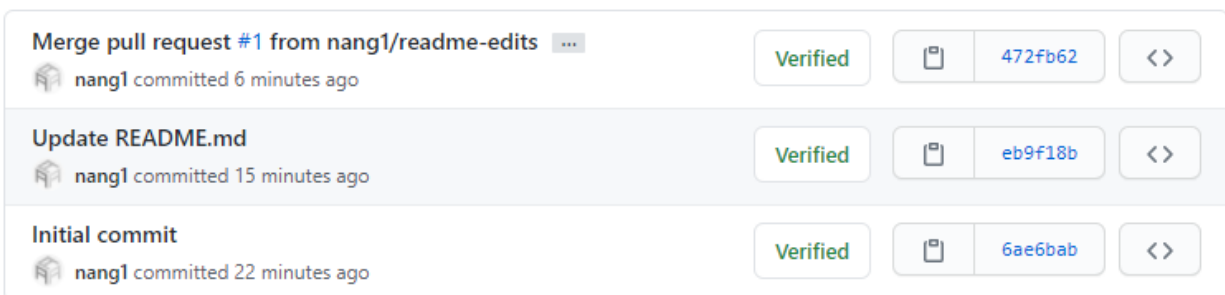 Merge pull request #1 from nang1/readme-edits ...
nang1 committed 6 minutes ago
Verified
472fb62
Update README.md
nang1 committed 15 minutes ago
Verified
eb9f18b
Initial commit
nang1 committed 22 minutes ago
Verified
6ae6bab